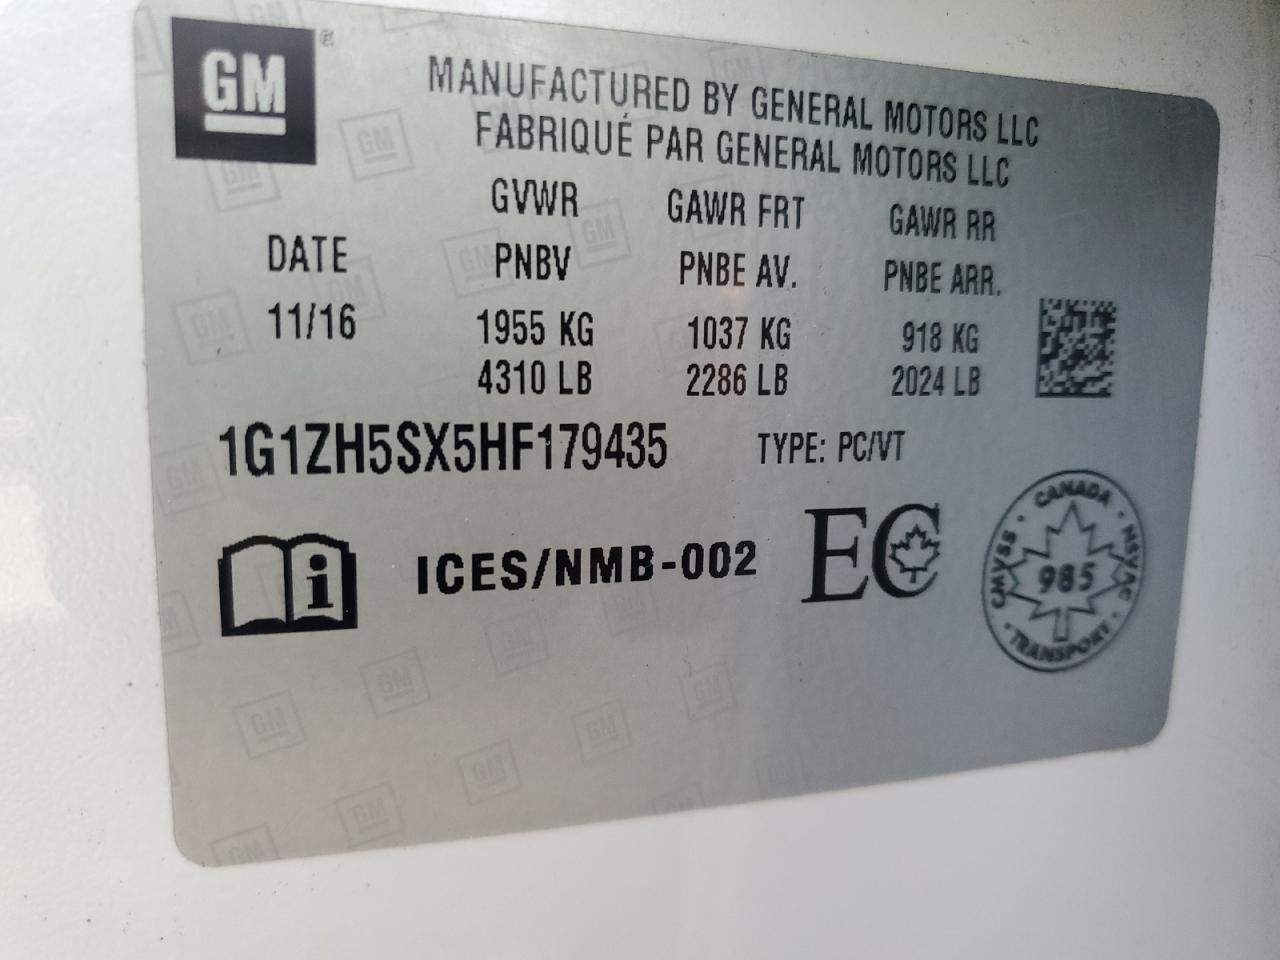 GM
MANUFACTURED BY GENERAL MOTORS LLC
FABRIQUÉ PAR GENERAL MOTORS LLC
DATE GVWR GAWR FRT GAWR RR
PNBV PNBE AV. PNBE ARR.
11/16 1955 KG 1037 KG 918 KG
4310 LB 2286 LB 2024 LB
1G1ZH5SX5HF179435 TYPE: PC/VT
i ICES/NMB-002 EC
CANADA
CMVSS 985 NSVAC
TRANSPORT